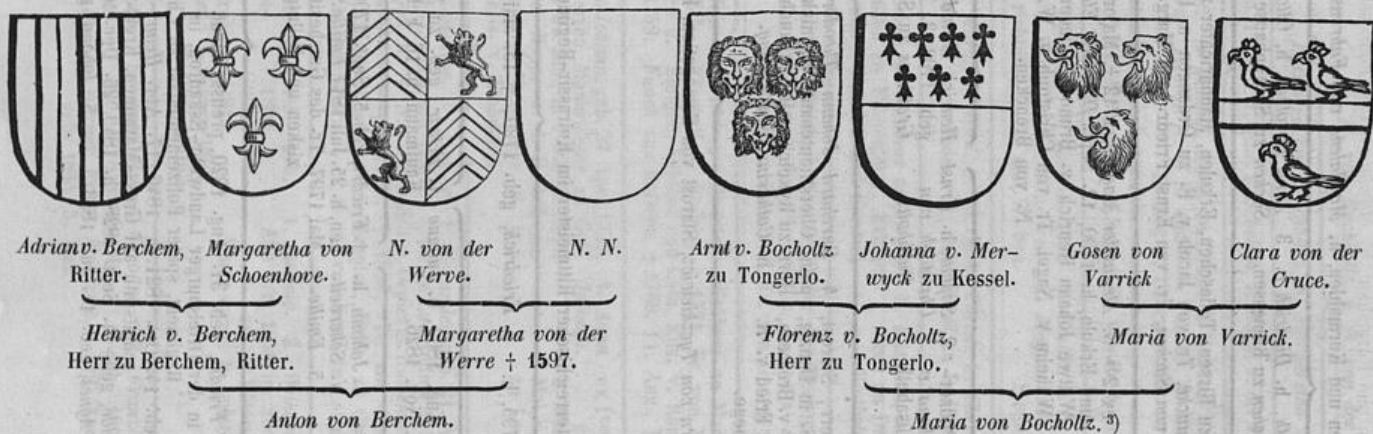 Adrian v. Berchem,
Ritter.
Margaretha von
Schoenhove.
N. von der
Werve.
N. N.
Arnt v. Bocholtz
zu Tongerlo.
Johanna v. Mer-
wyck zu Kessel.
Gosen von
Varrick
Clara von der
Cruce.
Henrich v. Berchem,
Herr zu Berchem, Ritter.
Margaretha von der
Werre † 1597.
Florenz v. Bocholtz,
Herr zu Tongerlo.
Maria von Varrick.
Anton von Berchem.
Maria von Bocholtz. ³)